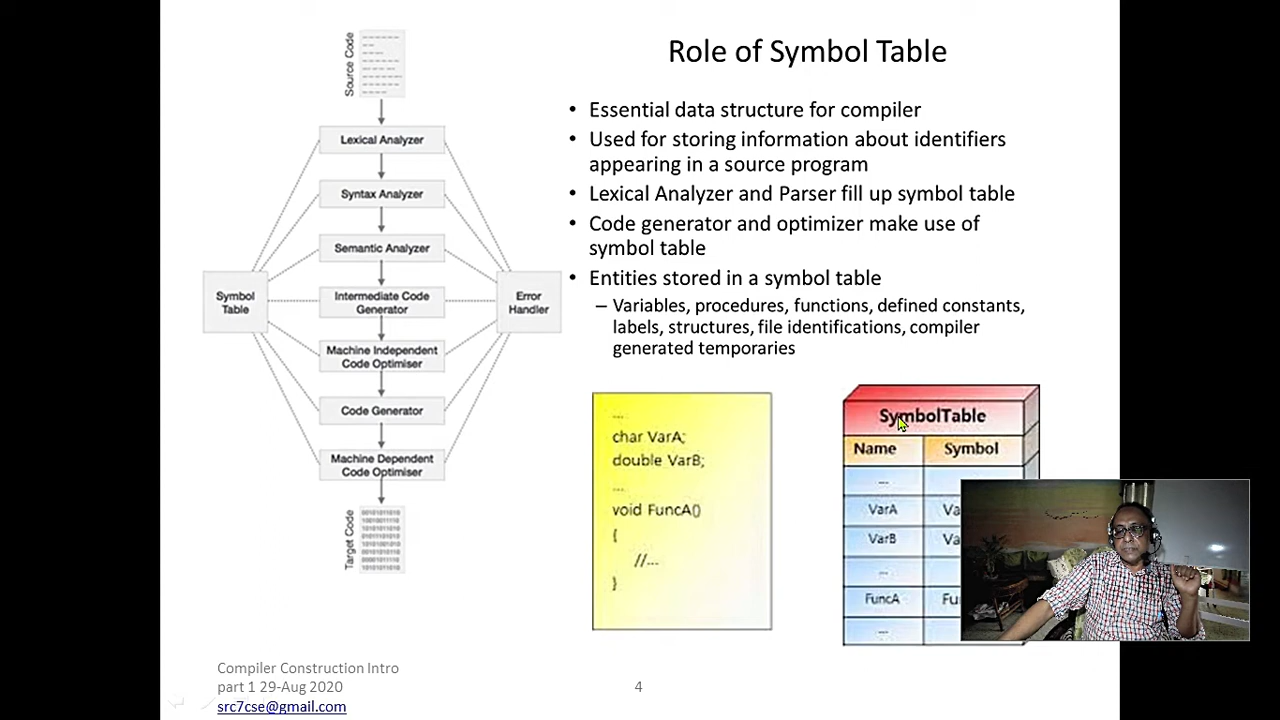 Role of Symbol Table
Source Code
Lexical Analyzer
Syntax Analyzer
Semantic Analyzer
Intermediate Code
Generator
Machine Independent
Code Optimiser
Code Generator
Machine Dependent
Code Optimiser
Target Code
Symbol
Table
Error
Handler
• Essential data structure for compiler
• Used for storing information about identifiers
appearing in a source program
• Lexical Analyzer and Parser fill up symbol table
• Code generator and optimizer make use of
symbol table
• Entities stored in a symbol table
– Variables, procedures, functions, defined constants,
labels, structures, file identifications, compiler
generated temporaries
...
char VarA;
double VarB;
...
void FuncA()
{
//...
}
SymbolTable
Name Symbol
...
VarA Va
VarB Va
...
FuncA Fu
...
Compiler Construction Intro
part 1 29-Aug 2020
src7cse@gmail.com
4